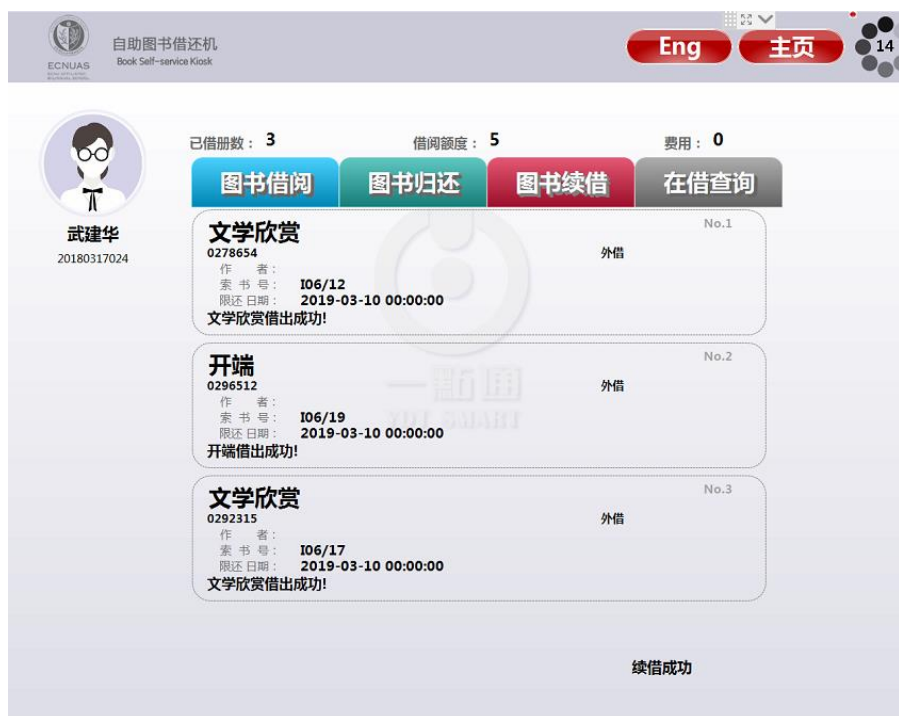 自助图书借还机
Book Self-service Kiosk
ECNUAS
Eng
主页
14
已借册数： 3
借阅额度： 5
费用： 0
图书借阅
图书归还
图书续借
在借查询
武建华
20180317024
文学欣赏
No.1
0278654
外借
作 者：
索 书 号： I06/12
限还日期： 2019-03-10 00:00:00
文学欣赏借出成功!
开端
No.2
0296512
外借
作 者：
索 书 号： I06/19
限还日期： 2019-03-10 00:00:00
开端借出成功!
文学欣赏
No.3
0292315
外借
作 者：
索 书 号： I06/17
限还日期： 2019-03-10 00:00:00
文学欣赏借出成功!
一點通
YDT SMART
续借成功